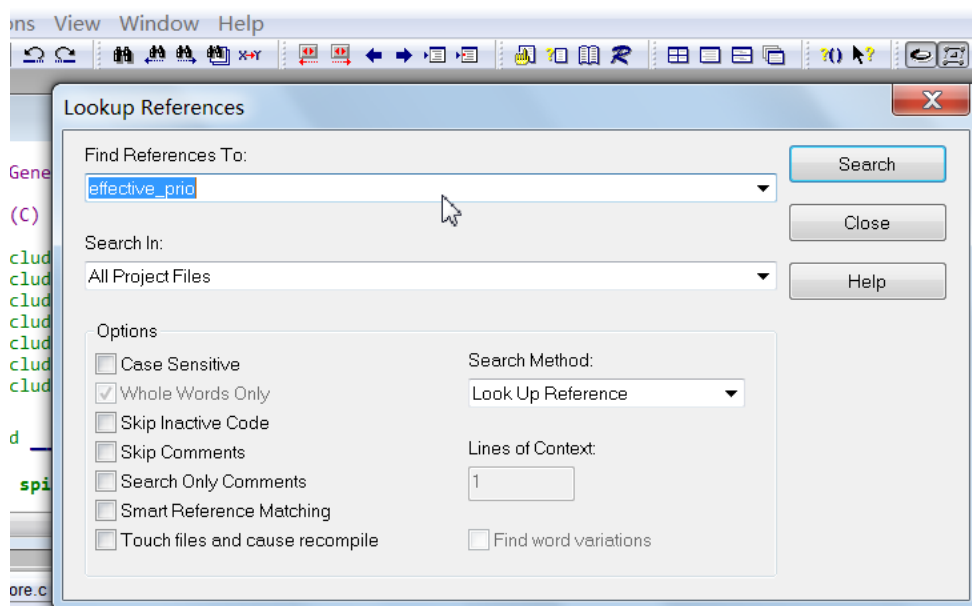 ons View Window Help
Lookup References
Find References To:
effective_prio
Search
Close
Search In:
All Project Files
Help
Options
Case Sensitive
Whole Words Only
Skip Inactive Code
Skip Comments
Search Only Comments
Smart Reference Matching
Touch files and cause recompile
Search Method:
Look Up Reference
Lines of Context:
1
Find word variations
Gene
(C)
clud
clud
clud
clud
clud
clud
clud
d __
spi
ore.c